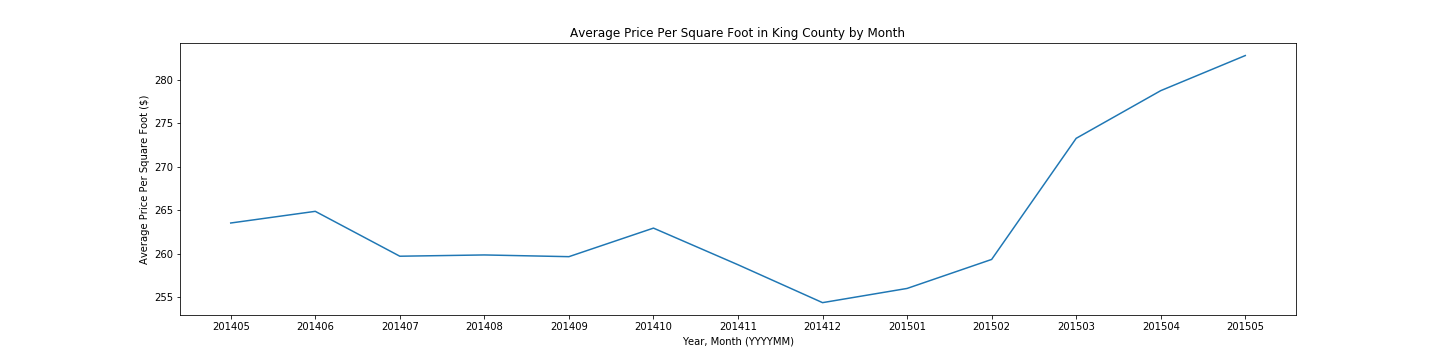 Average Price Per Square Foot in King County by Month
Average Price Per Square Foot ($)
280
275
270
265
260
255
201405 201406 201407 201408 201409 201410 201411 201412 201501 201502 201503 201504 201505
Year, Month (YYYYMM)